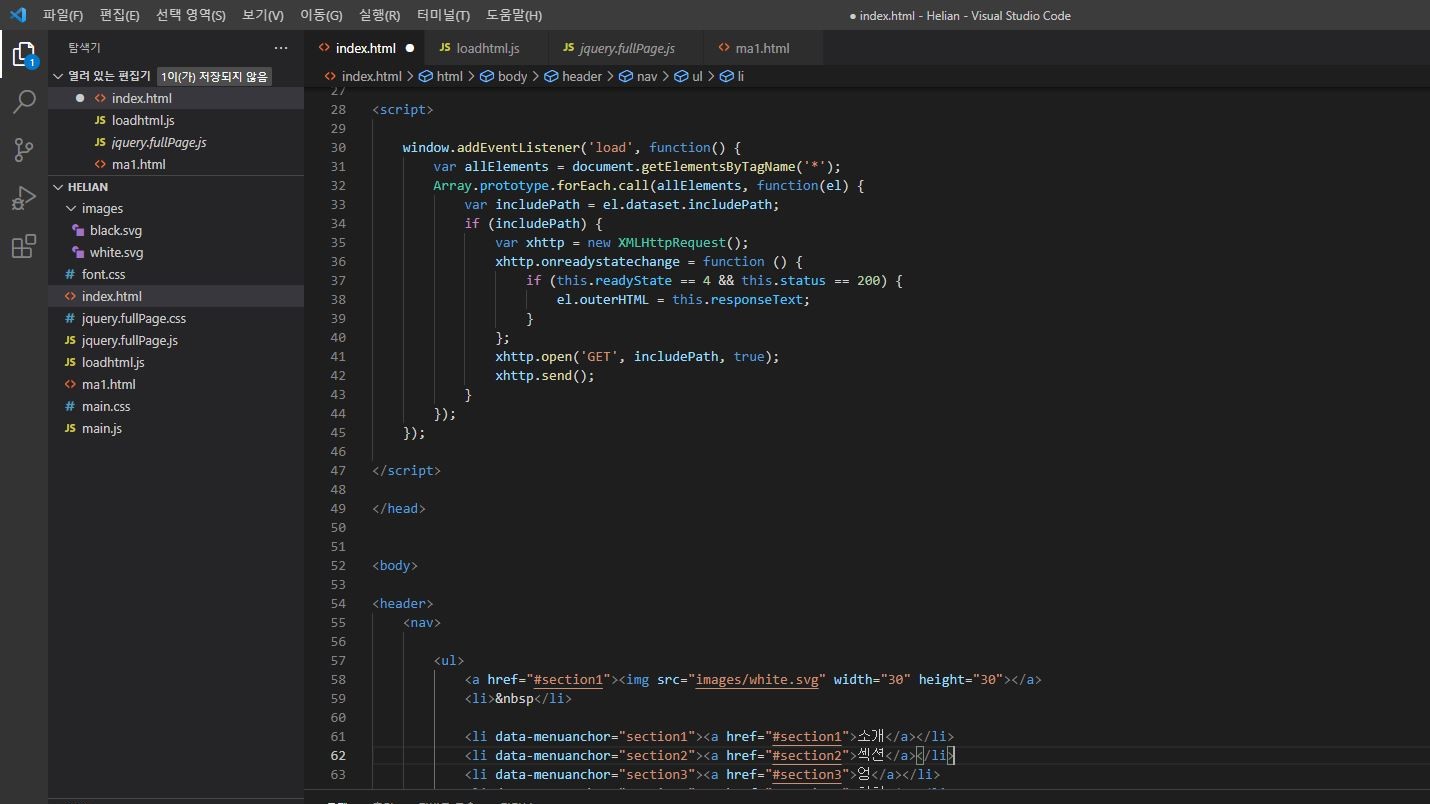 파일(F) 편집(E) 선택 영역(S) 보기(V) 이동(G) 실행(R) 터미널(T) 도움말(H) ● index.html - Helian - Visual Studio Code
탐색기 ···
index.html ● loadhtml.js jquery.fullPage.js ma1.html
열려 있는 편집기 1이(가) 저장되지 않음
index.html > html > body > header > nav > ul > li
1
index.html
loadhtml.js
jquery.fullPage.js
ma1.html
HELIAN
images
black.svg
white.svg
font.css
index.html
jquery.fullPage.css
jquery.fullPage.js
loadhtml.js
ma1.html
main.css
main.js
27
28 <script>
29
30 window.addEventListener('load', function() {
31 var allElements = document.getElementsByTagName('*');
32 Array.prototype.forEach.call(allElements, function(el) {
33 var includePath = el.dataset.includePath;
34 if (includePath) {
35 var xhttp = new XMLHttpRequest();
36 xhttp.onreadystatechange = function () {
37 if (this.readyState == 4 && this.status == 200) {
38 el.outerHTML = this.responseText;
39 }
40 };
41 xhttp.open('GET', includePath, true);
42 xhttp.send();
43 }
44 });
45 });
46
47 </script>
48
49 </head>
50
51
52 <body>
53
54 <header>
55 <nav>
56
57 <ul>
58 <a href="#section1"><img src="images/white.svg" width="30" height="30"></a>
59 <li>&nbsp</li>
60
61 <li data-menuanchor="section1"><a href="#section1">소개</a></li>
62 <li data-menuanchor="section2"><a href="#section2">섹션</a></li>
63 <li data-menuanchor="section3"><a href="#section3">엉</a></li>